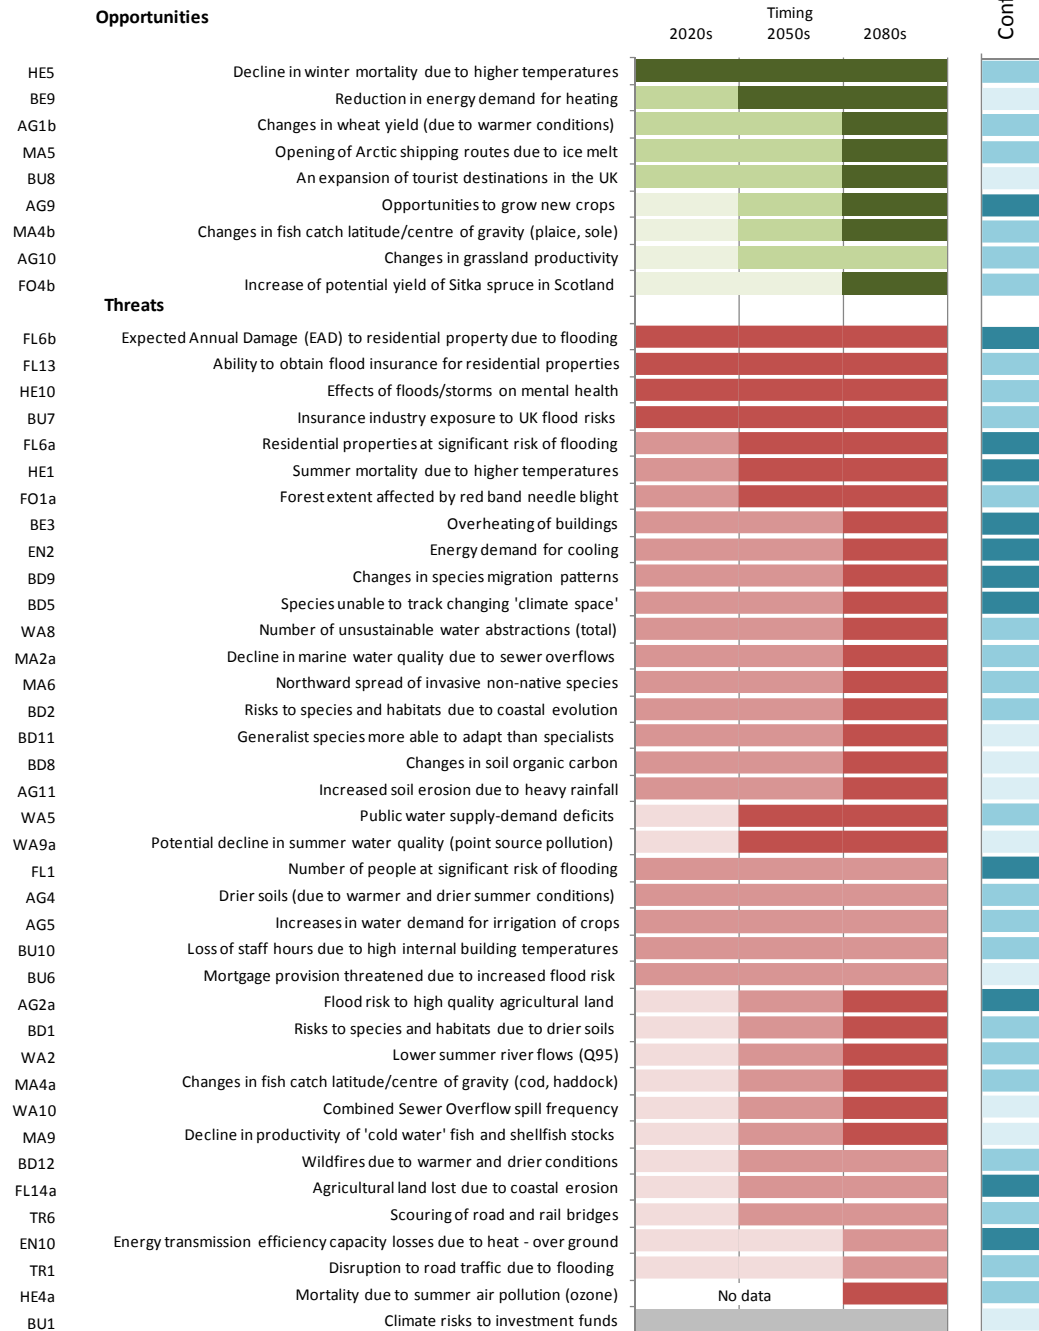 Opportunities
Timing
2020s 2050s 2080s
Conf
HE5 Decline in winter mortality due to higher temperatures
BE9 Reduction in energy demand for heating
AG1b Changes in wheat yield (due to warmer conditions)
MA5 Opening of Arctic shipping routes due to ice melt
BU8 An expansion of tourist destinations in the UK
AG9 Opportunities to grow new crops
MA4b Changes in fish catch latitude/centre of gravity (plaice, sole)
AG10 Changes in grassland productivity
FO4b Increase of potential yield of Sitka spruce in Scotland
Threats
FL6b Expected Annual Damage (EAD) to residential property due to flooding
FL13 Ability to obtain flood insurance for residential properties
HE10 Effects of floods/storms on mental health
BU7 Insurance industry exposure to UK flood risks
FL6a Residential properties at significant risk of flooding
HE1 Summer mortality due to higher temperatures
FO1a Forest extent affected by red band needle blight
BE3 Overheating of buildings
EN2 Energy demand for cooling
BD9 Changes in species migration patterns
BD5 Species unable to track changing 'climate space'
WA8 Number of unsustainable water abstractions (total)
MA2a Decline in marine water quality due to sewer overflows
MA6 Northward spread of invasive non-native species
BD2 Risks to species and habitats due to coastal evolution
BD11 Generalist species more able to adapt than specialists
BD8 Changes in soil organic carbon
AG11 Increased soil erosion due to heavy rainfall
WA5 Public water supply-demand deficits
WA9a Potential decline in summer water quality (point source pollution)
FL1 Number of people at significant risk of flooding
AG4 Drier soils (due to warmer and drier summer conditions)
AG5 Increases in water demand for irrigation of crops
BU10 Loss of staff hours due to high internal building temperatures
BU6 Mortgage provision threatened due to increased flood risk
AG2a Flood risk to high quality agricultural land
BD1 Risks to species and habitats due to drier soils
WA2 Lower summer river flows (Q95)
MA4a Changes in fish catch latitude/centre of gravity (cod, haddock)
WA10 Combined Sewer Overflow spill frequency
MA9 Decline in productivity of 'cold water' fish and shellfish stocks
BD12 Wildfires due to warmer and drier conditions
FL14a Agricultural land lost due to coastal erosion
TR6 Scouring of road and rail bridges
EN10 Energy transmission efficiency capacity losses due to heat - over ground
TR1 Disruption to road traffic due to flooding
HE4a Mortality due to summer air pollution (ozone) No data
BU1 Climate risks to investment funds